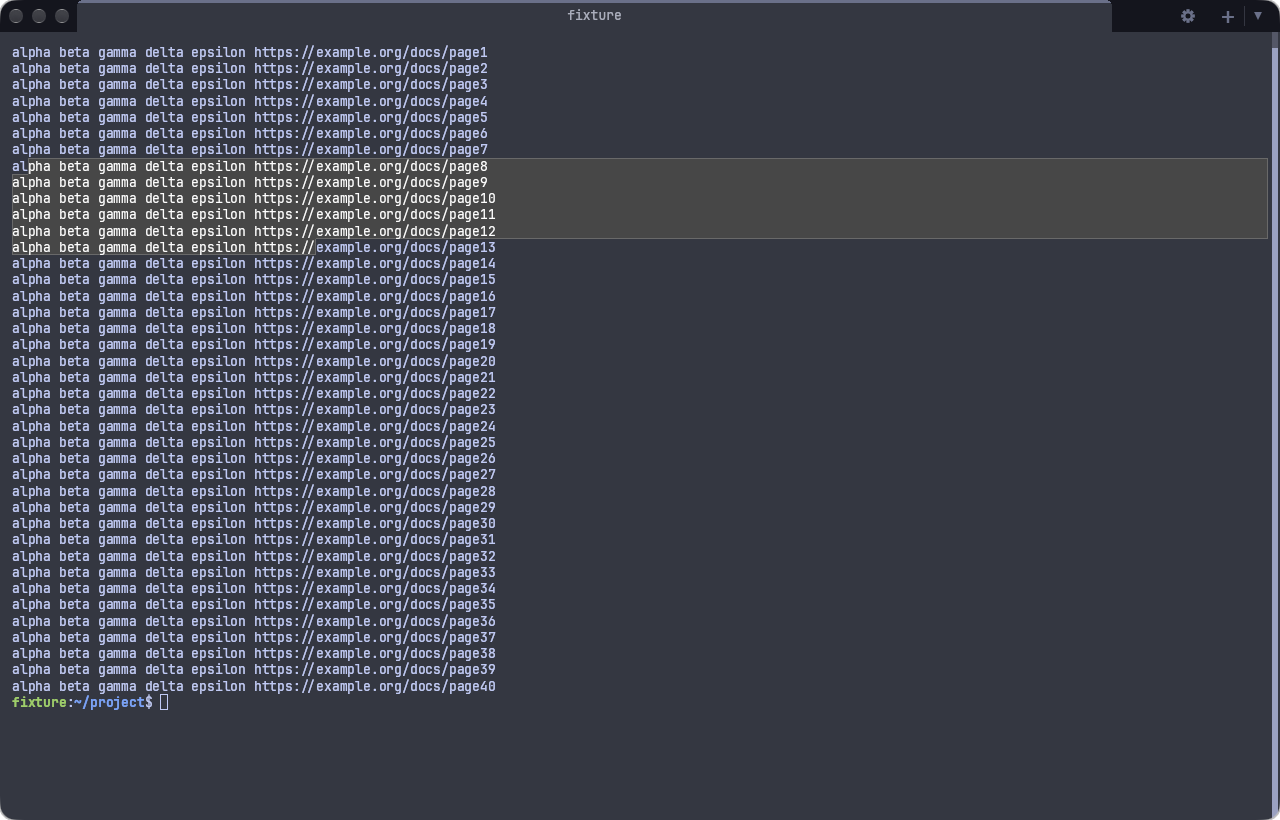 fixture
alpha beta gamma delta epsilon https://example.org/docs/page1
alpha beta gamma delta epsilon https://example.org/docs/page2
alpha beta gamma delta epsilon https://example.org/docs/page3
alpha beta gamma delta epsilon https://example.org/docs/page4
alpha beta gamma delta epsilon https://example.org/docs/page5
alpha beta gamma delta epsilon https://example.org/docs/page6
alpha beta gamma delta epsilon https://example.org/docs/page7
alpha beta gamma delta epsilon https://example.org/docs/page8
alpha beta gamma delta epsilon https://example.org/docs/page9
alpha beta gamma delta epsilon https://example.org/docs/page10
alpha beta gamma delta epsilon https://example.org/docs/page11
alpha beta gamma delta epsilon https://example.org/docs/page12
alpha beta gamma delta epsilon https://example.org/docs/page13
alpha beta gamma delta epsilon https://example.org/docs/page14
alpha beta gamma delta epsilon https://example.org/docs/page15
alpha beta gamma delta epsilon https://example.org/docs/page16
alpha beta gamma delta epsilon https://example.org/docs/page17
alpha beta gamma delta epsilon https://example.org/docs/page18
alpha beta gamma delta epsilon https://example.org/docs/page19
alpha beta gamma delta epsilon https://example.org/docs/page20
alpha beta gamma delta epsilon https://example.org/docs/page21
alpha beta gamma delta epsilon https://example.org/docs/page22
alpha beta gamma delta epsilon https://example.org/docs/page23
alpha beta gamma delta epsilon https://example.org/docs/page24
alpha beta gamma delta epsilon https://example.org/docs/page25
alpha beta gamma delta epsilon https://example.org/docs/page26
alpha beta gamma delta epsilon https://example.org/docs/page27
alpha beta gamma delta epsilon https://example.org/docs/page28
alpha beta gamma delta epsilon https://example.org/docs/page29
alpha beta gamma delta epsilon https://example.org/docs/page30
alpha beta gamma delta epsilon https://example.org/docs/page31
alpha beta gamma delta epsilon https://example.org/docs/page32
alpha beta gamma delta epsilon https://example.org/docs/page33
alpha beta gamma delta epsilon https://example.org/docs/page34
alpha beta gamma delta epsilon https://example.org/docs/page35
alpha beta gamma delta epsilon https://example.org/docs/page36
alpha beta gamma delta epsilon https://example.org/docs/page37
alpha beta gamma delta epsilon https://example.org/docs/page38
alpha beta gamma delta epsilon https://example.org/docs/page39
alpha beta gamma delta epsilon https://example.org/docs/page40
fixture:~/project$